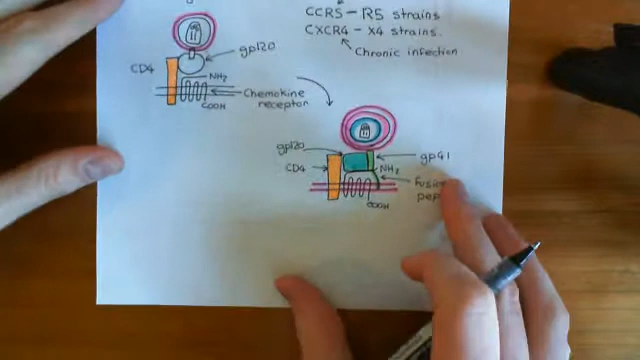 CCR5 - R5 strains
CXCR4 - X4 strains.
Chronic infection
gp120
CD4
NH2
Chemokine
receptor
COOH
gp120
gp41
CD4
NH2
COOH